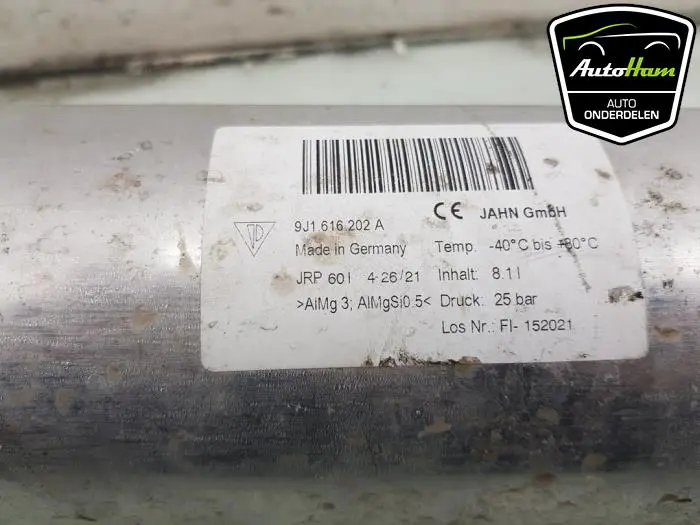 AutoHam
AUTO
ONDERDELEN
9J1 616 202 A
CE JAHN GmbH
Made in Germany Temp. -40°C bis +80°C
JRP 601 4 26/21 Inhalt: 8.1 l
>AlMg 3; AlMgSi0.5< Druck: 25 bar
Los Nr.: FI- 152021